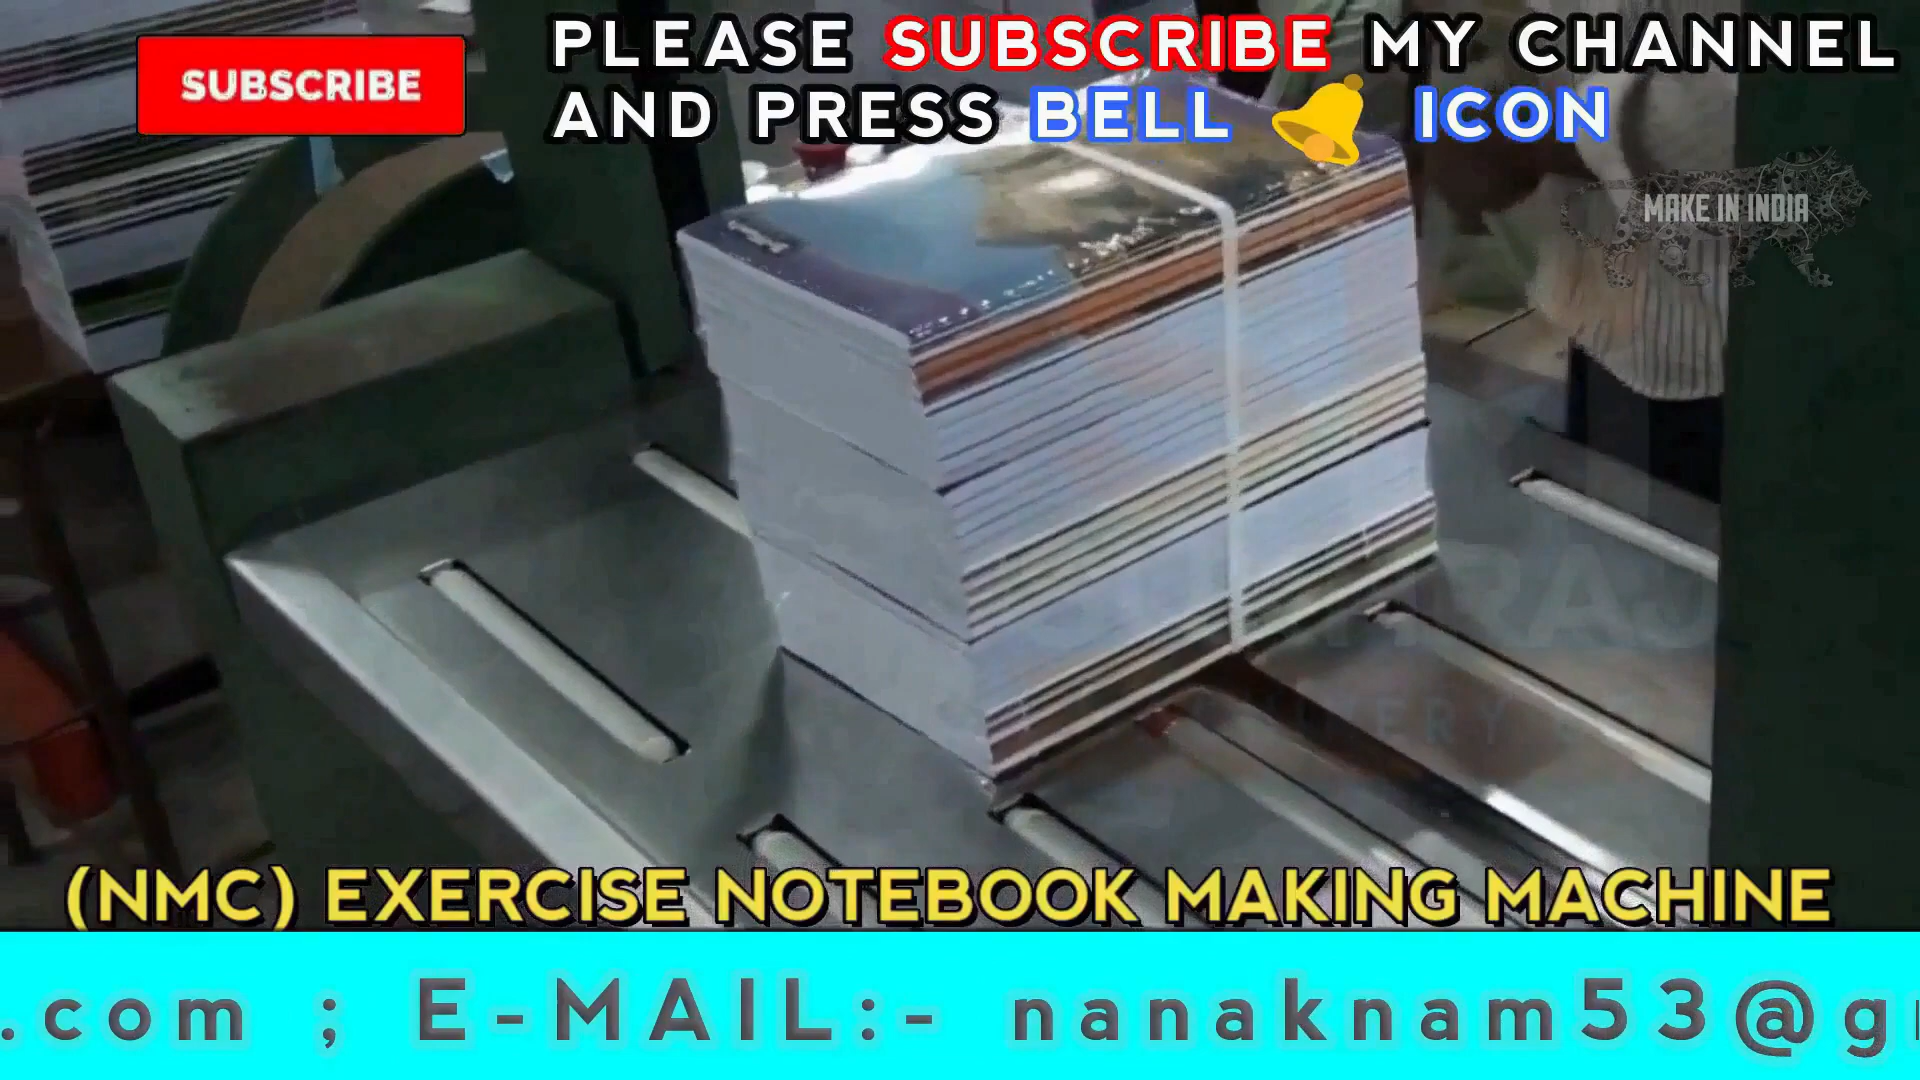 SUBSCRIBE
PLEASE SUBSCRIBE MY CHANNEL
AND PRESS BELL ICON
MAKE IN INDIA
(NMC) EXERCISE NOTEBOOK MAKING MACHINE
.com ; E-MAIL:- nanaknam53@g